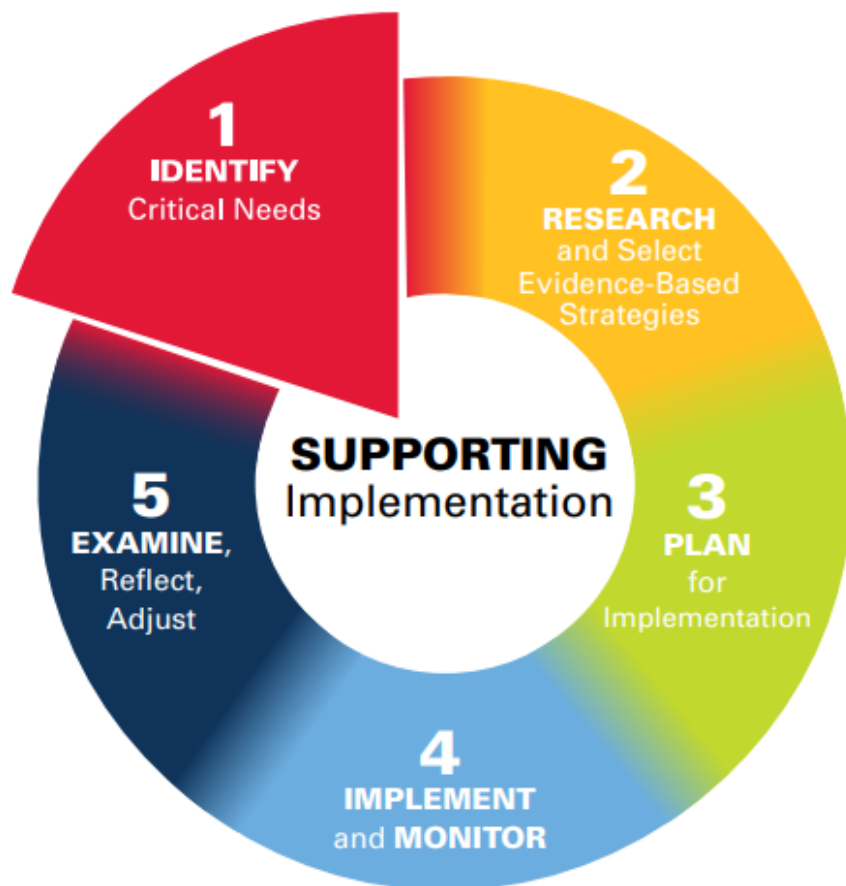 1
IDENTIFY
Critical Needs
2
RESEARCH
and Select
Evidence-Based
Strategies
3
PLAN
for
Implementation
4
IMPLEMENT
and MONITOR
5
EXAMINE,
Reflect,
Adjust
SUPPORTING
Implementation